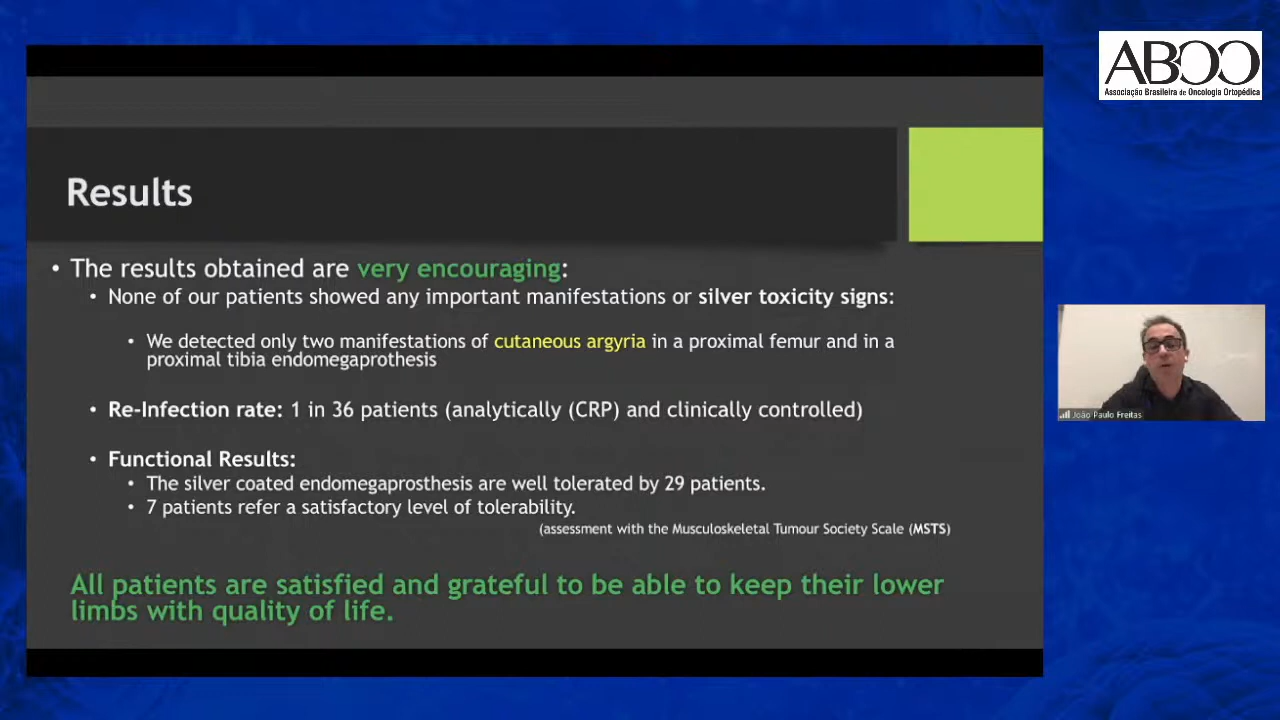 ABOO
Associação Brasileira de Oncologia Ortopédica
Results
• The results obtained are very encouraging:
• None of our patients showed any important manifestations or silver toxicity signs:
• We detected only two manifestations of cutaneous argyria in a proximal femur and in a
proximal tibia endomegaprothesis
• Re-Infection rate: 1 in 36 patients (analytically (CRP) and clinically controlled)
• Functional Results:
• The silver coated endomegaprosthesis are well tolerated by 29 patients.
• 7 patients refer a satisfactory level of tolerability.
(assessment with the Musculoskeletal Tumour Society Scale (MSTS)
All patients are satisfied and grateful to be able to keep their lower
limbs with quality of life.
João Paulo Freitas